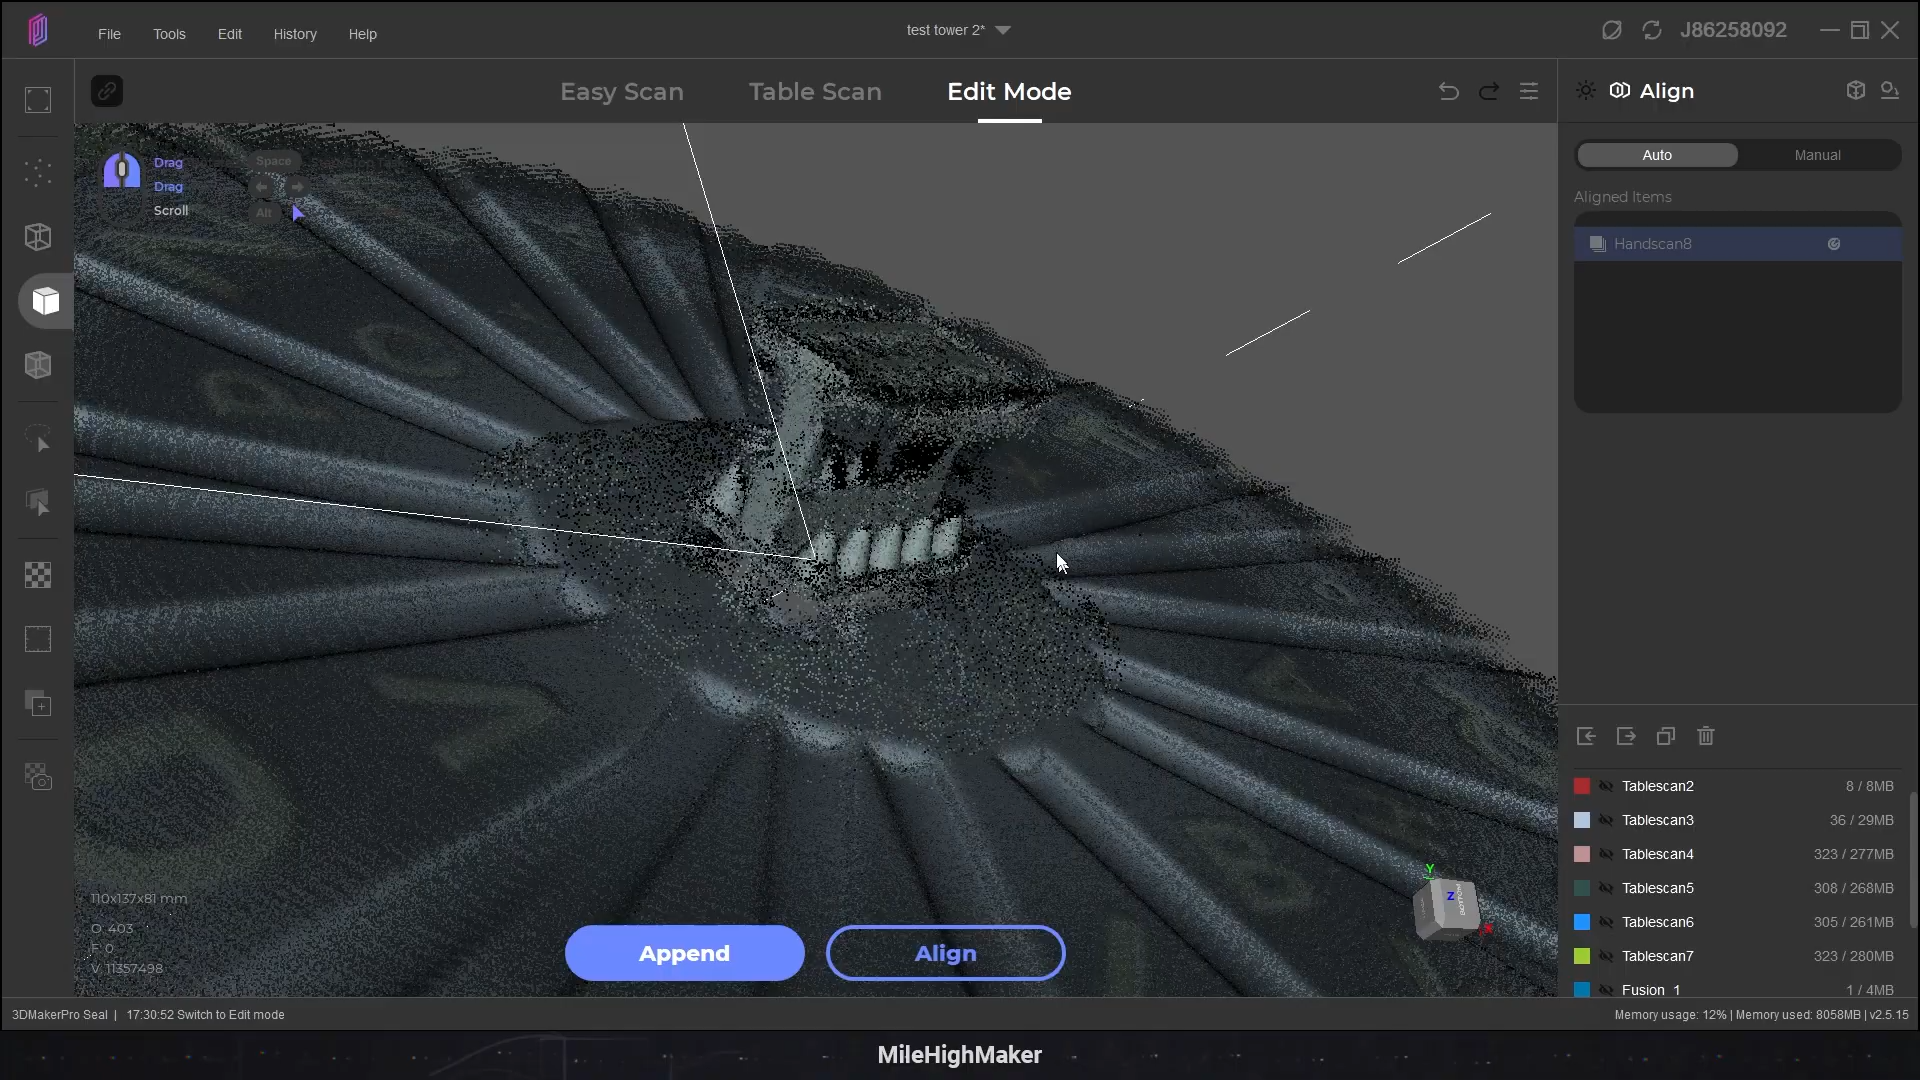 File Tools Edit History Help
test tower 2*
J86258092
Easy Scan Table Scan Edit Mode
Align
Drag Space
Drag
Scroll Alt
Auto Manual
Aligned Items
Handscan8
Tablescan2 8 / 8MB
Tablescan3 36 / 29MB
Tablescan4 323 / 277MB
Tablescan5 308 / 268MB
Tablescan6 305 / 261MB
Tablescan7 323 / 280MB
Fusion_1 1 / 4MB
Y
Z
BOTTOM
110x137x81 mm
O: 403
F: 0
V: 11357498
Append Align
3DMakerPro Seal | 17:30:52 Switch to Edit mode
Memory usage: 12% | Memory used: 8058MB | v2.5.15
MileHighMaker